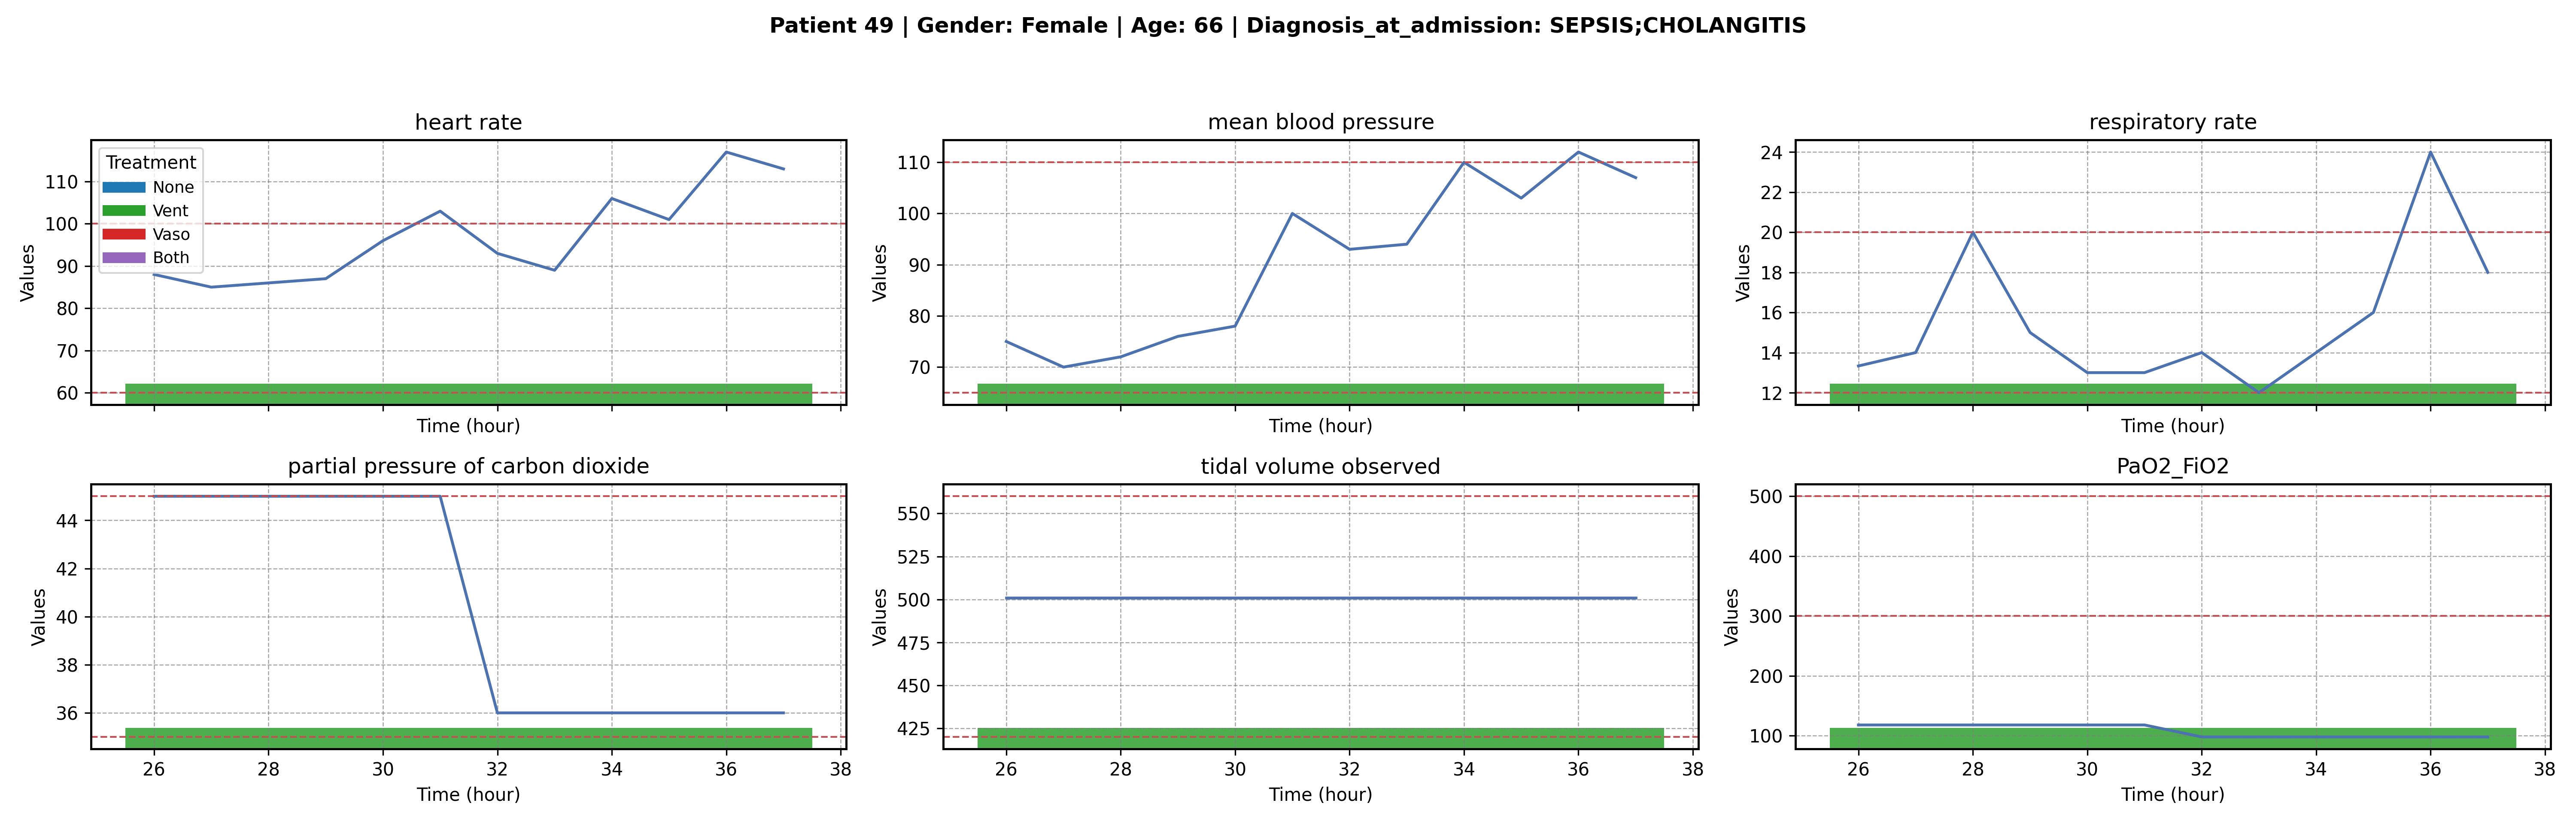 Patient 49 | Gender: Female | Age: 66 | Diagnosis_at_admission: SEPSIS;CHOLANGITIS
heart rate
Treatment
None
Vent
Vaso
Both
110
100
90
80
70
60
Values
Time (hour)
mean blood pressure
110
100
90
80
70
Values
Time (hour)
respiratory rate
24
22
20
18
16
14
12
Values
Time (hour)
partial pressure of carbon dioxide
44
42
40
38
36
Values
26 28 30 32 34 36 38
Time (hour)
tidal volume observed
550
525
500
475
450
425
Values
26 28 30 32 34 36 38
Time (hour)
PaO2_FiO2
500
400
300
200
100
Values
26 28 30 32 34 36 38
Time (hour)